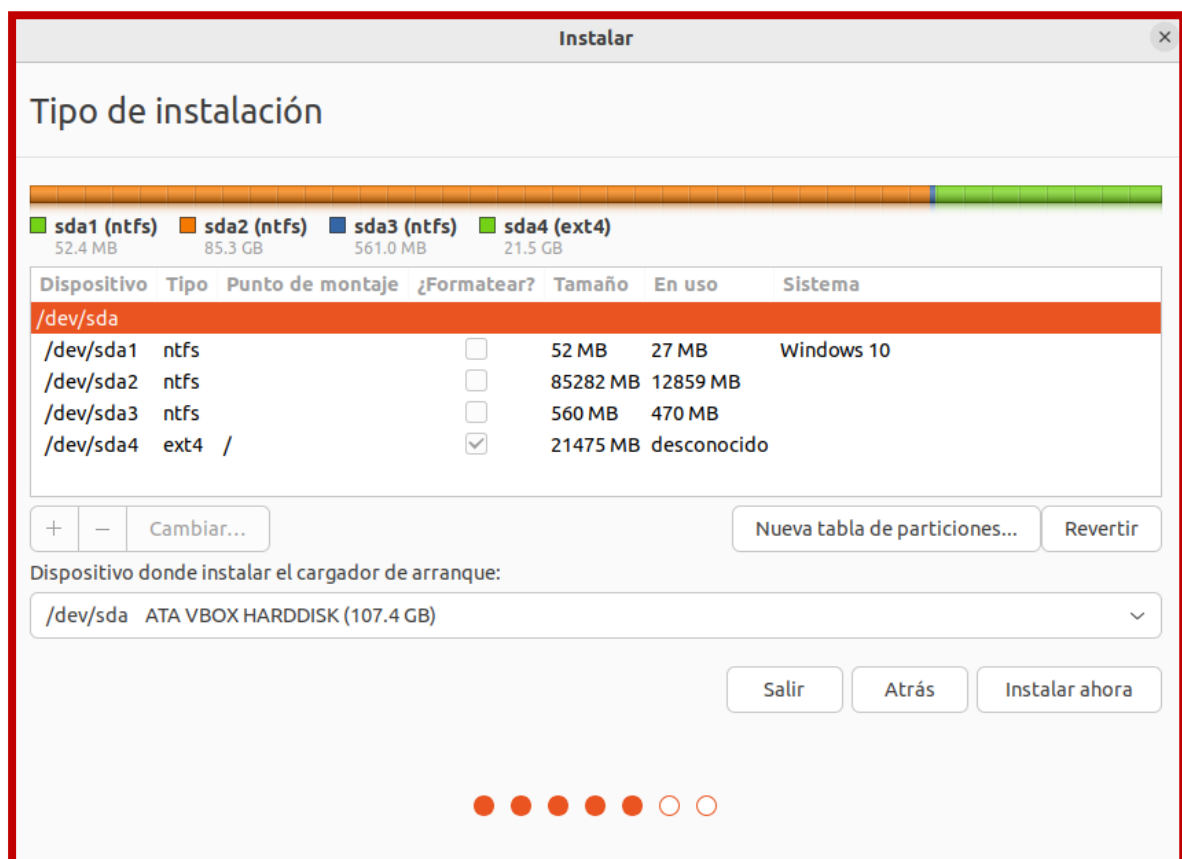 Instalar
Tipo de instalación
sda1 (ntfs) sda2 (ntfs) sda3 (ntfs) sda4 (ext4)
52.4 MB 85.3 GB 561.0 MB 21.5 GB
Dispositivo Tipo Punto de montaje ¿Formatear? Tamaño En uso Sistema
/dev/sda
/dev/sda1 ntfs 52 MB 27 MB Windows 10
/dev/sda2 ntfs 85282 MB 12859 MB
/dev/sda3 ntfs 560 MB 470 MB
/dev/sda4 ext4 / 21475 MB desconocido
+ − Cambiar... Nueva tabla de particiones... Revertir
Dispositivo donde instalar el cargador de arranque:
/dev/sda ATA VBOX HARDDISK (107.4 GB)
Salir Atrás Instalar ahora